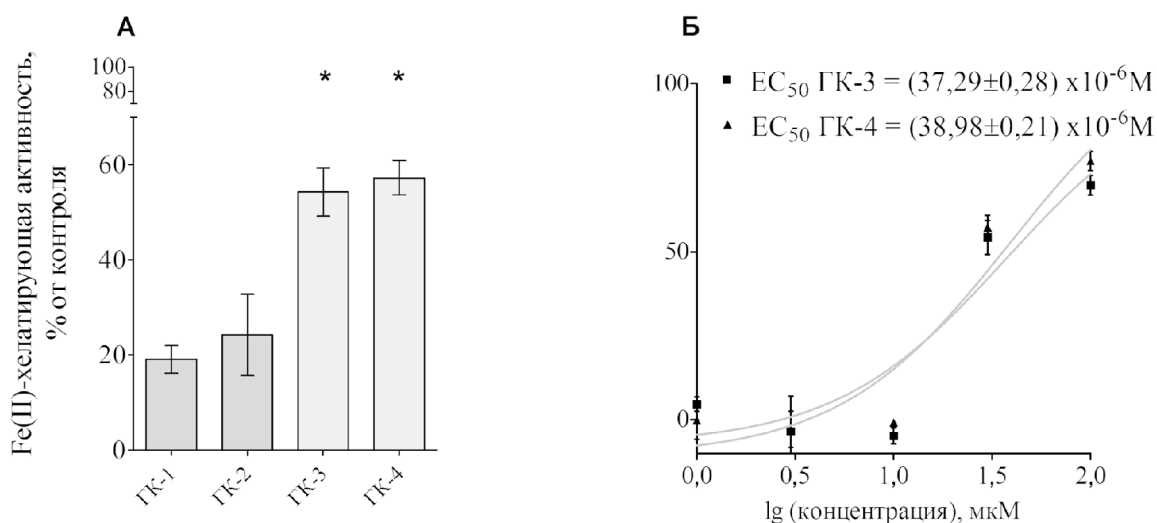 А
Fe(II)-хелатирующая активность,
% от контроля
100
80
60
40
20
0
*
*
ГК-1
ГК-2
ГК-3
ГК-4
Б
100
50
0
EC50 ГК-3 = (37,29±0,28) x10-6М
EC50 ГК-4 = (38,98±0,21) x10-6М
0,0
0,5
1,0
1,5
2,0
lg (концентрация), мкМ